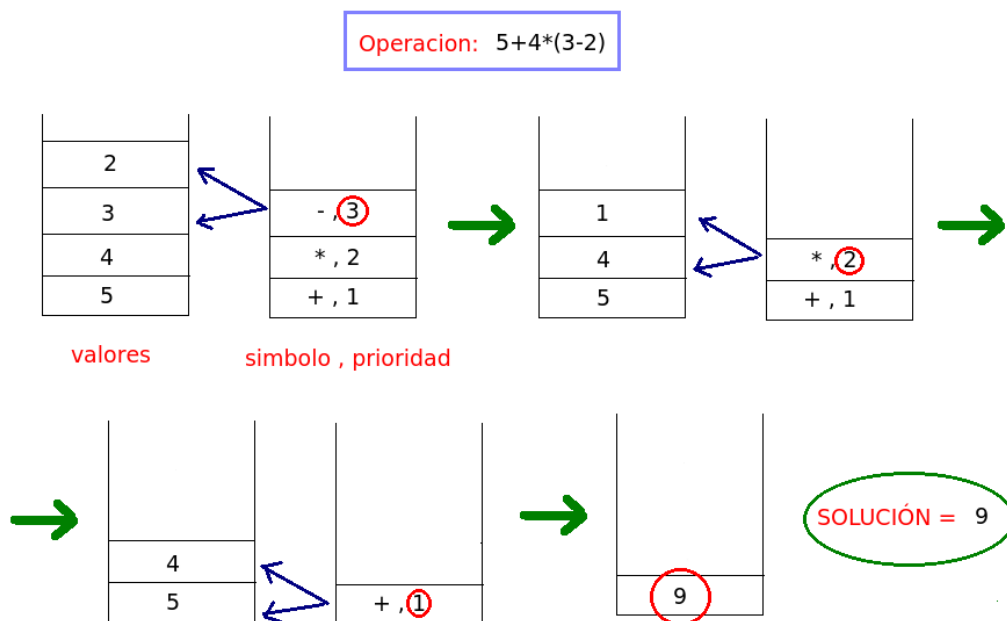 Operacion: 5+4*(3-2)
2
3
4
5
- , 3
* , 2
+ , 1
1
4
5
* , 2
+ , 1
valores
simbolo , prioridad
4
5
+ , 1
9
SOLUCIÓN = 9